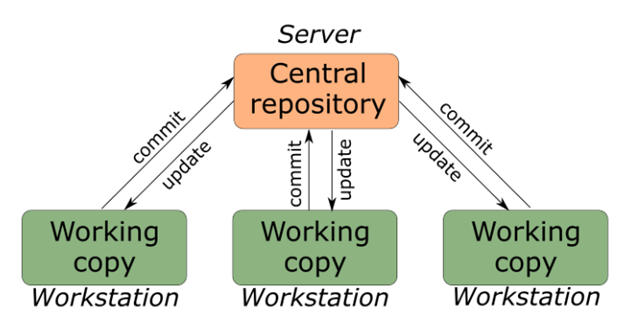 Server
Central
repository
commit
update
commit
update
commit
update
Working
copy
Workstation
Working
copy
Workstation
Working
copy
Workstation